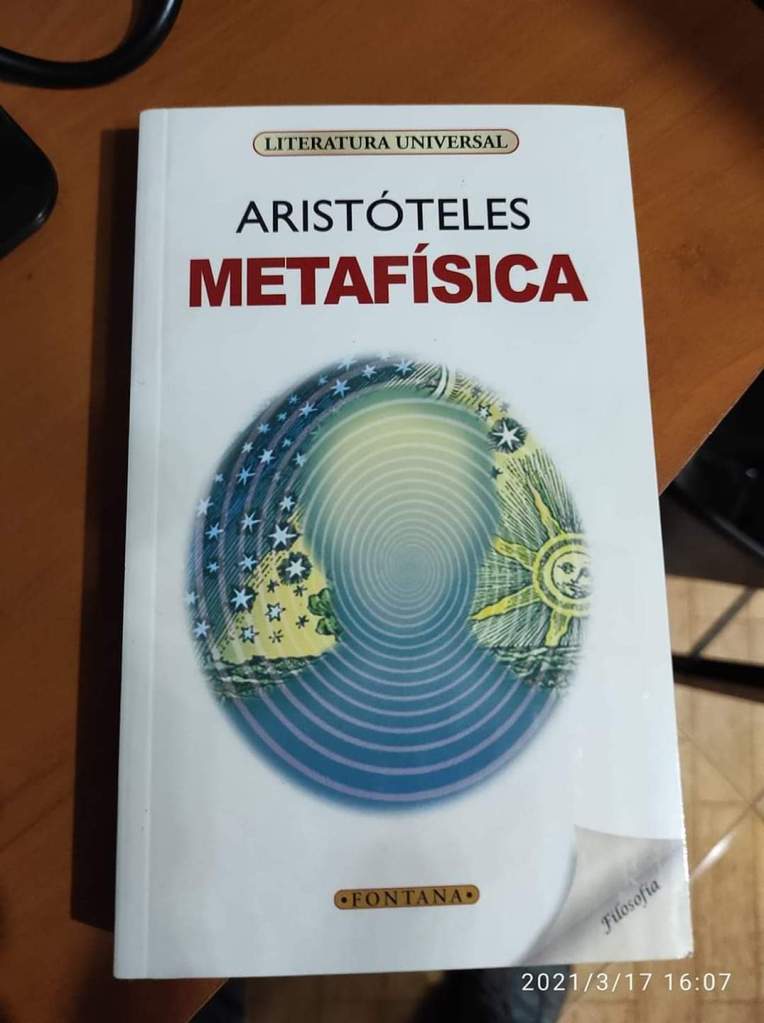 LITERATURA UNIVERSAL
ARISTÓTELES
METAFÍSICA
•FONTANA•
Filosofía
2021/3/17 16:07